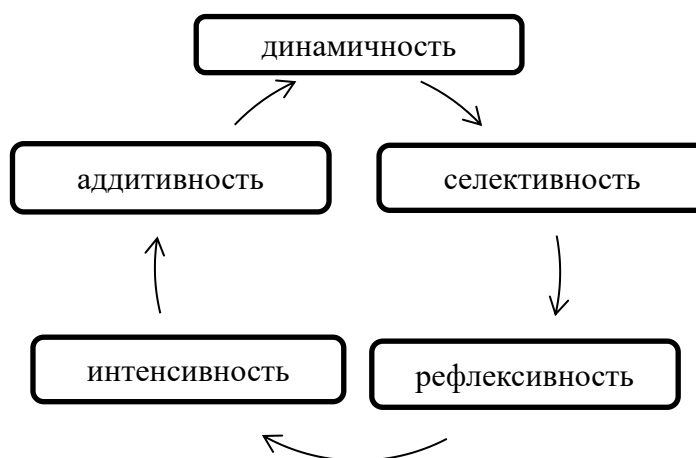 динамичность
аддитивность
селективность
интенсивность
рефлексивность